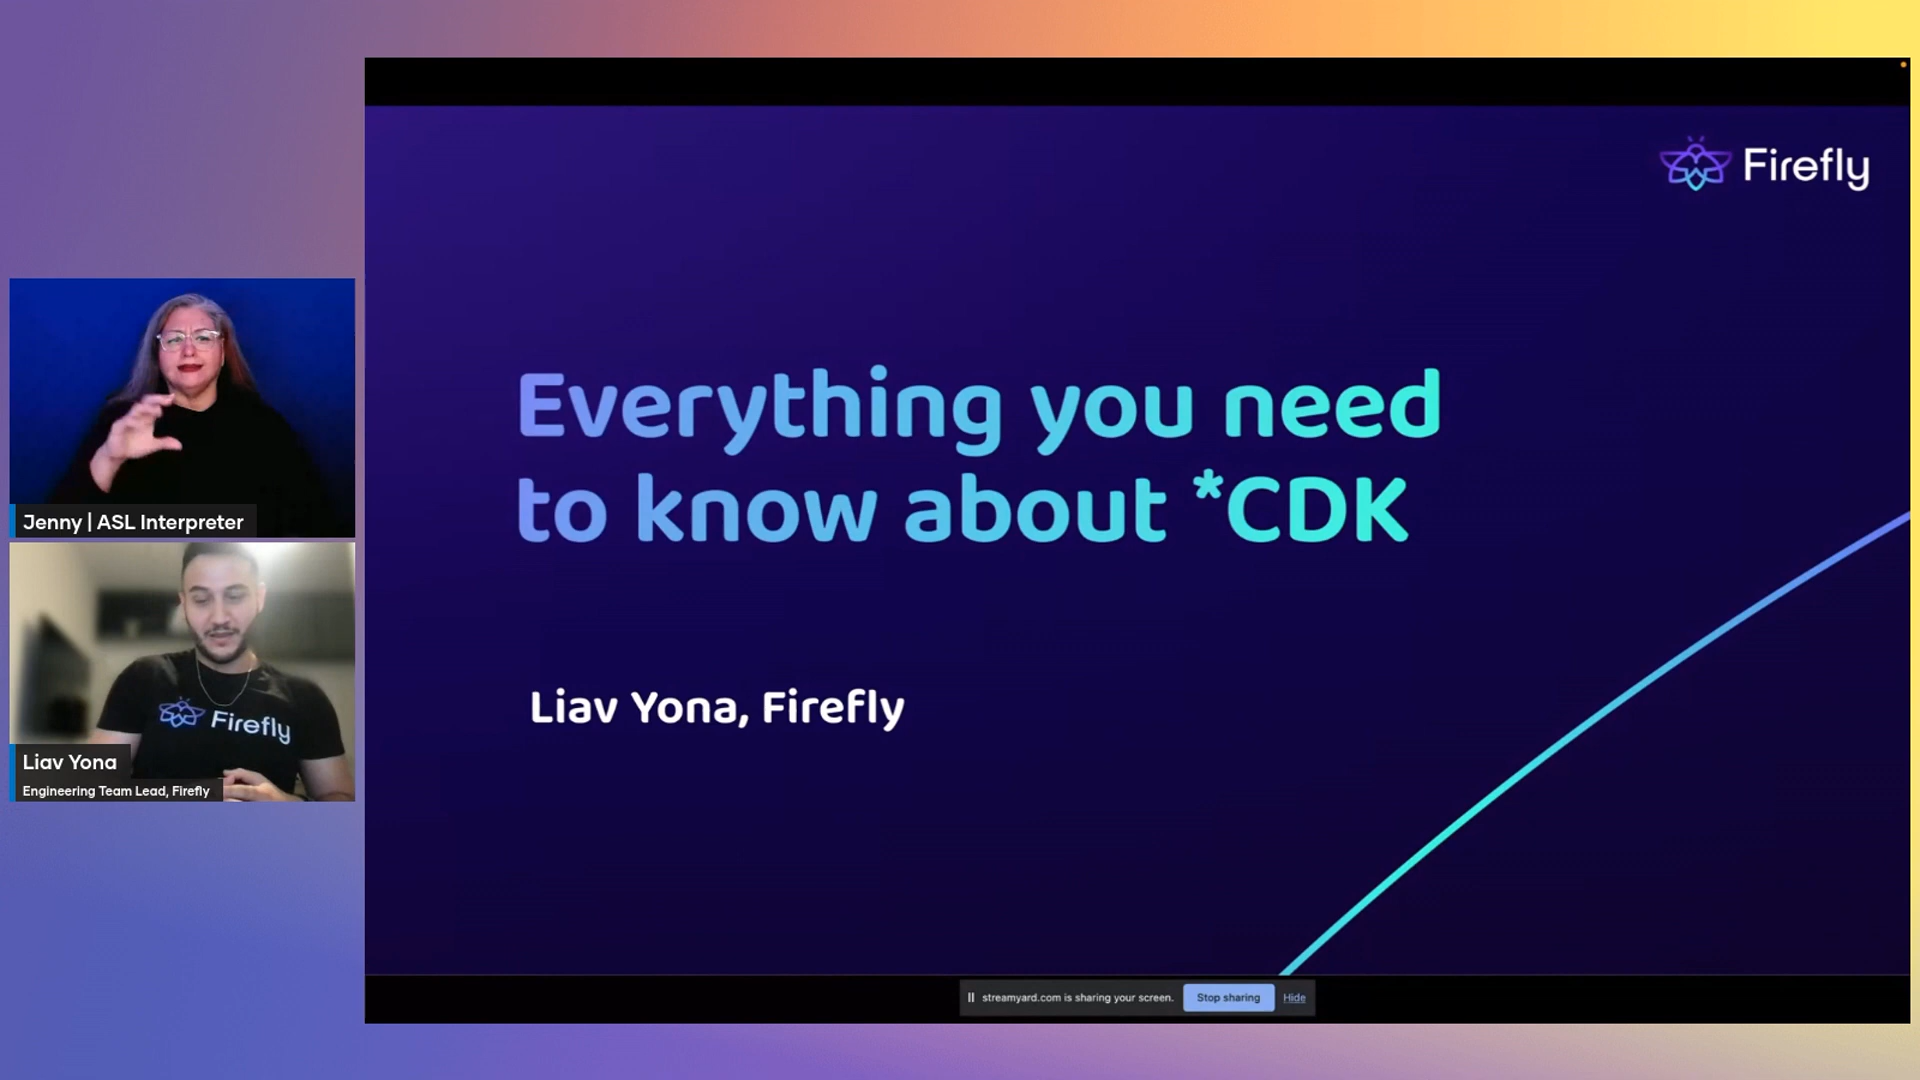 Firefly
Everything you need
to know about *CDK
Liav Yona, Firefly
Jenny | ASL Interpreter
Firefly
Liav Yona
Engineering Team Lead, Firefly
streamyard.com is sharing your screen.
Stop sharing
Hide